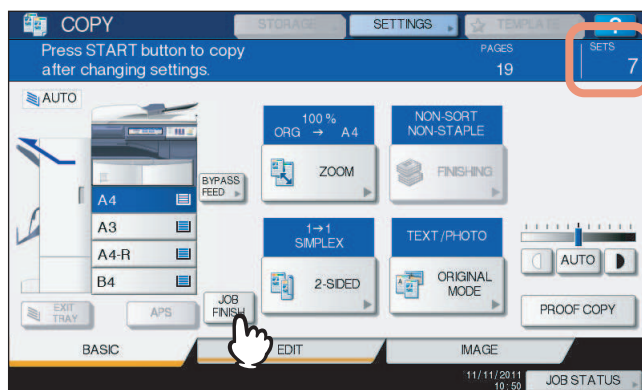 COPY
STORAGE
SETTINGS
TEMPLATE
?
Press START button to copy
after changing settings.
PAGES
19
SETS
7
AUTO
100 %
ORG → A4
ZOOM
NON-SORT
NON-STAPLE
FINISHING
BYPASS
FEED
A4
A3
A4-R
B4
1→1
SIMPLEX
2-SIDED
TEXT/PHOTO
ORIGINAL
MODE
AUTO
EXIT
TRAY
APS
JOB
FINISH
PROOF COPY
BASIC
EDIT
IMAGE
11/11/2011
10:50
JOB STATUS